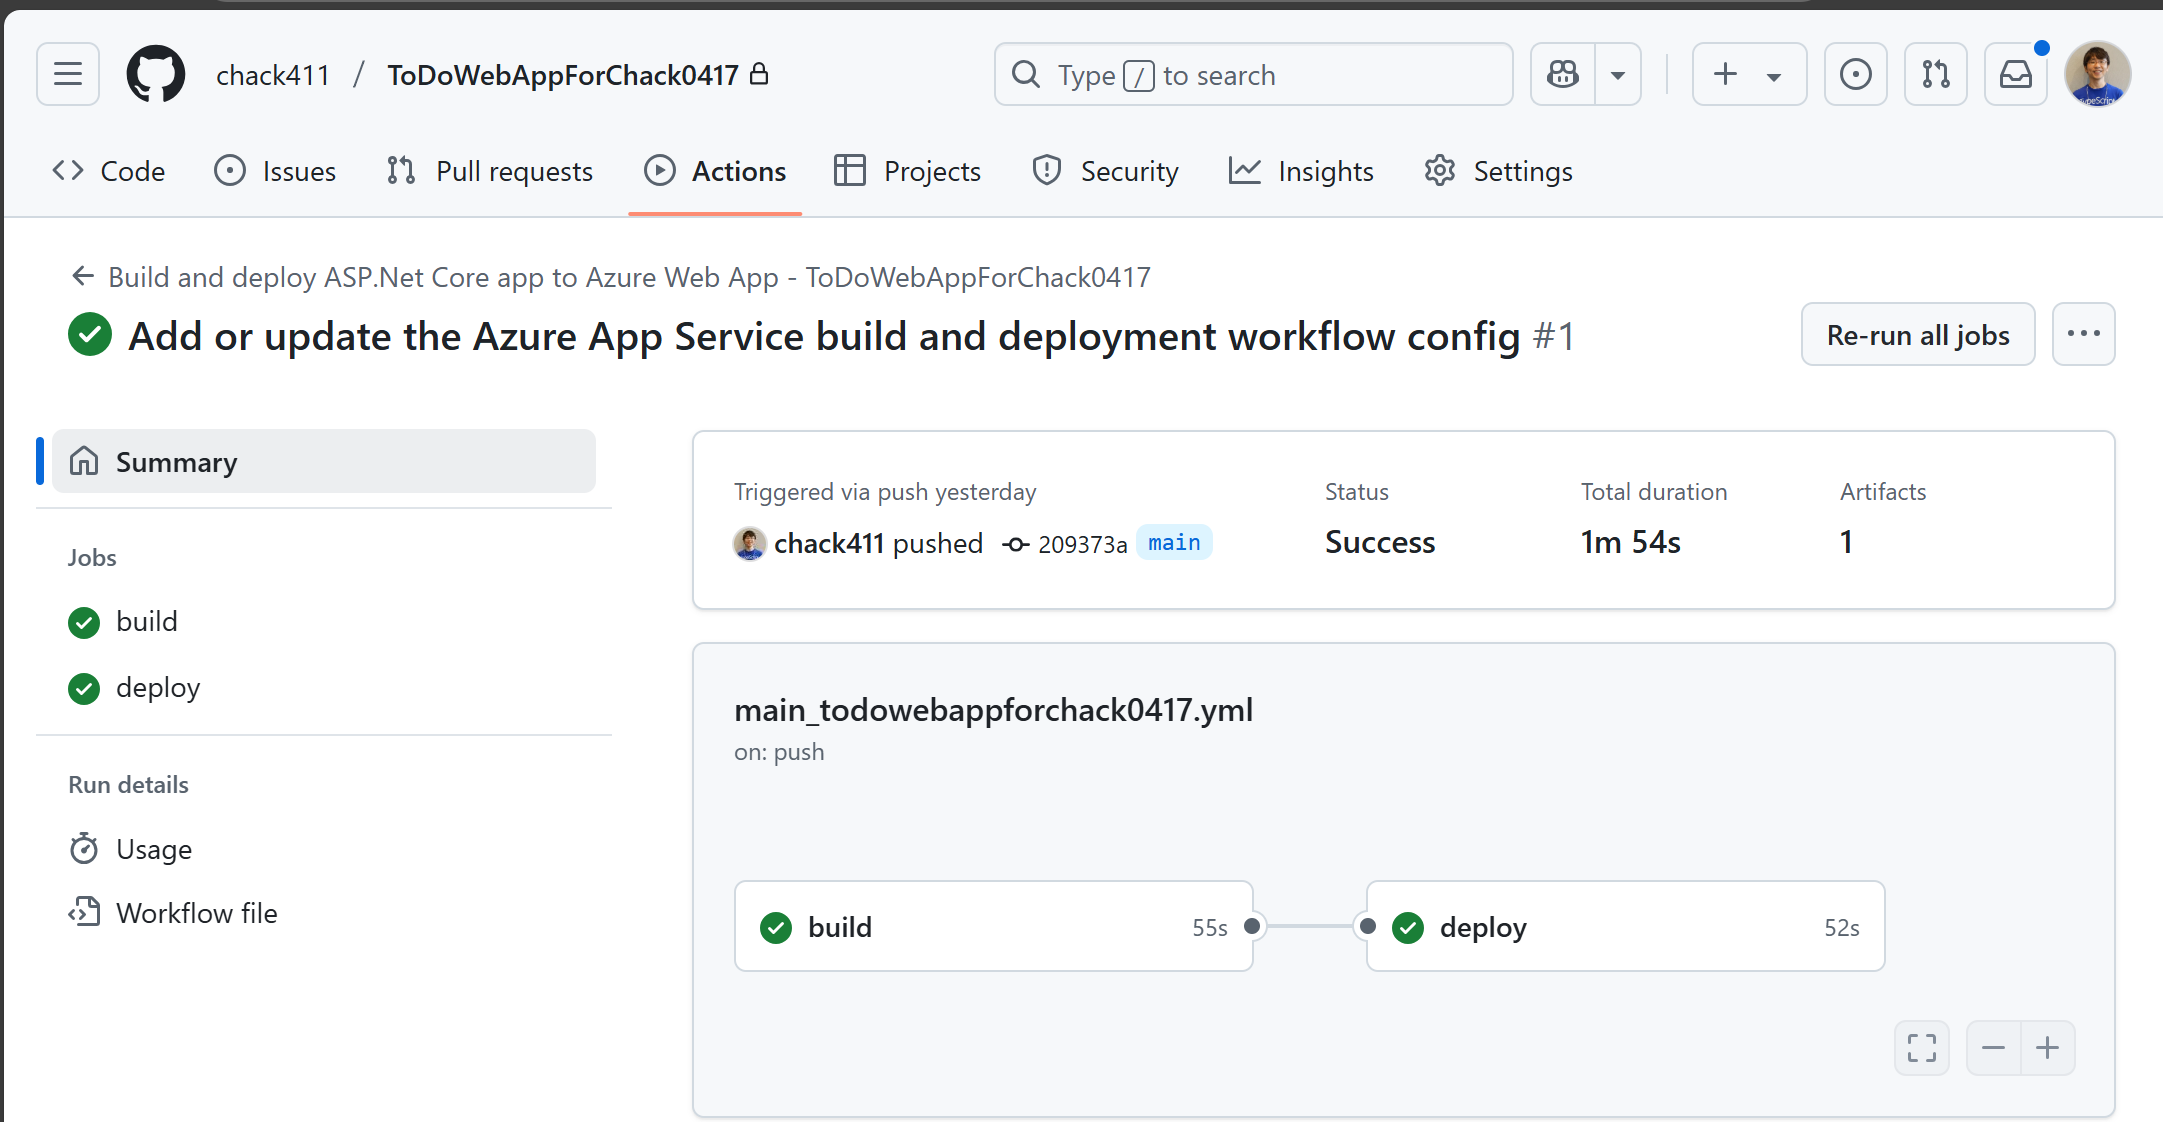 chack411 / ToDoWebAppForChack0417
Type / to search
Code
Issues
Pull requests
Actions
Projects
Security
Insights
Settings
Build and deploy ASP.Net Core app to Azure Web App - ToDoWebAppForChack0417
Add or update the Azure App Service build and deployment workflow config #1
Re-run all jobs
Summary
Jobs
build
deploy
Run details
Usage
Workflow file
Triggered via push yesterday
chack411 pushed 209373a main
Status
Success
Total duration
1m 54s
Artifacts
1
main_todowebappforchack0417.yml
on: push
build 55s
deploy 52s